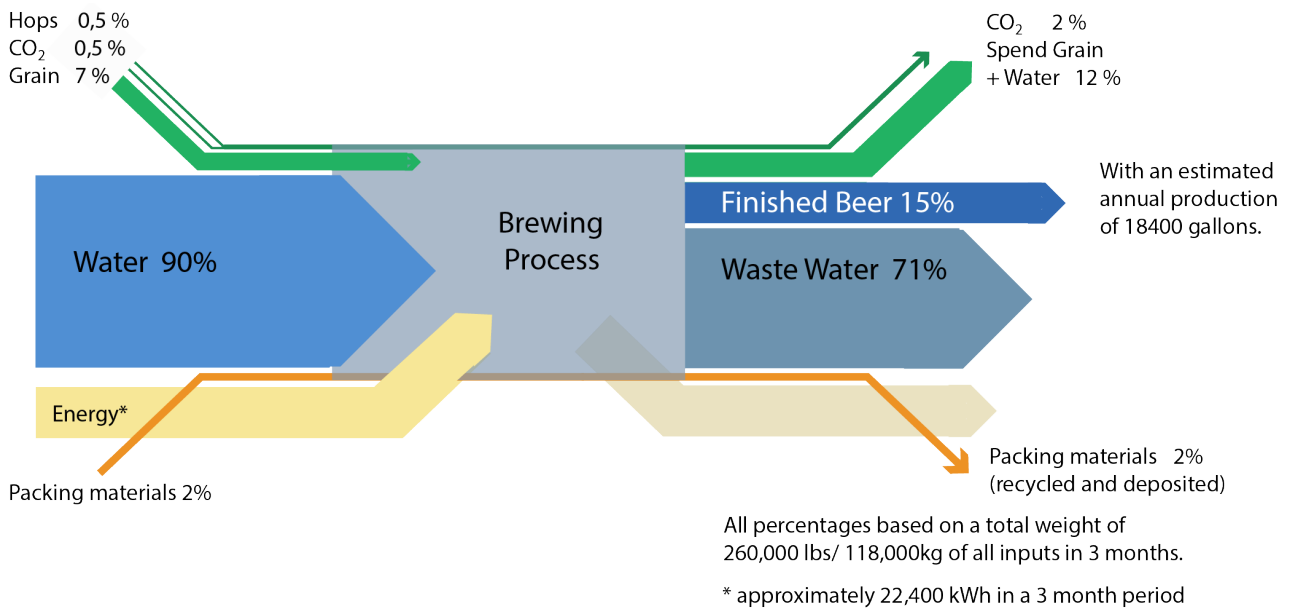 Hops 0,5 %
CO₂ 0,5 %
Grain 7 %
CO₂ 2 %
Spend Grain
+ Water 12 %
With an estimated
annual production
of 18400 gallons.
Finished Beer 15%
Brewing
Process
Water 90%
Waste Water 71%
Energy*
Packing materials 2%
Packing materials 2%
(recycled and deposited)
All percentages based on a total weight of
260,000 lbs/ 118,000kg of all inputs in 3 months.
* approximately 22,400 kWh in a 3 month period